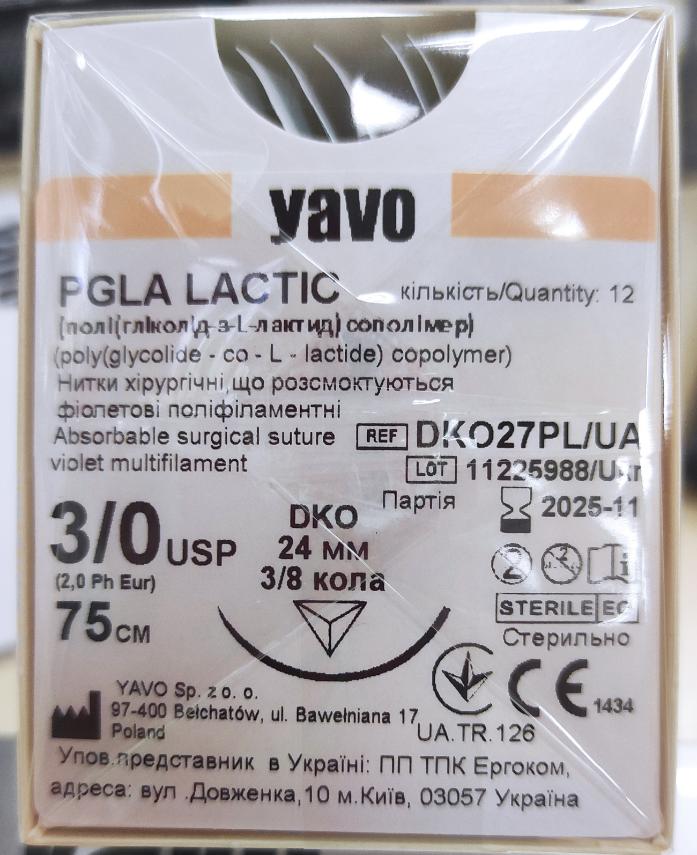 yavo
PGLA LACTIC кількість/Quantity: 12
(полі(гліколід-з-L-лактид) сополімер)
(poly(glycolide - co - L - lactide) copolymer)
Нитки хірургічні,що розсмоктуються
фіолетові поліфіламентні
Absorbable surgical suture REF DKO27PL/UA
violet multifilament LOT 11225988/Ukr
Партія 2025-11
3/0 USP DKO
(2,0 Ph Eur) 24 мм
75 СМ 3/8 кола
2
STERILE EO
Стерильно
YAVO Sp. z o. o.
97-400 Bełchatów, ul. Bawełniana 17
Poland
UA.TR.126
CE 1434
Упов.представник в Україні: ПП ТПК Ергоком,
адреса: вул .Довженка,10 м.Київ, 03057 Україна